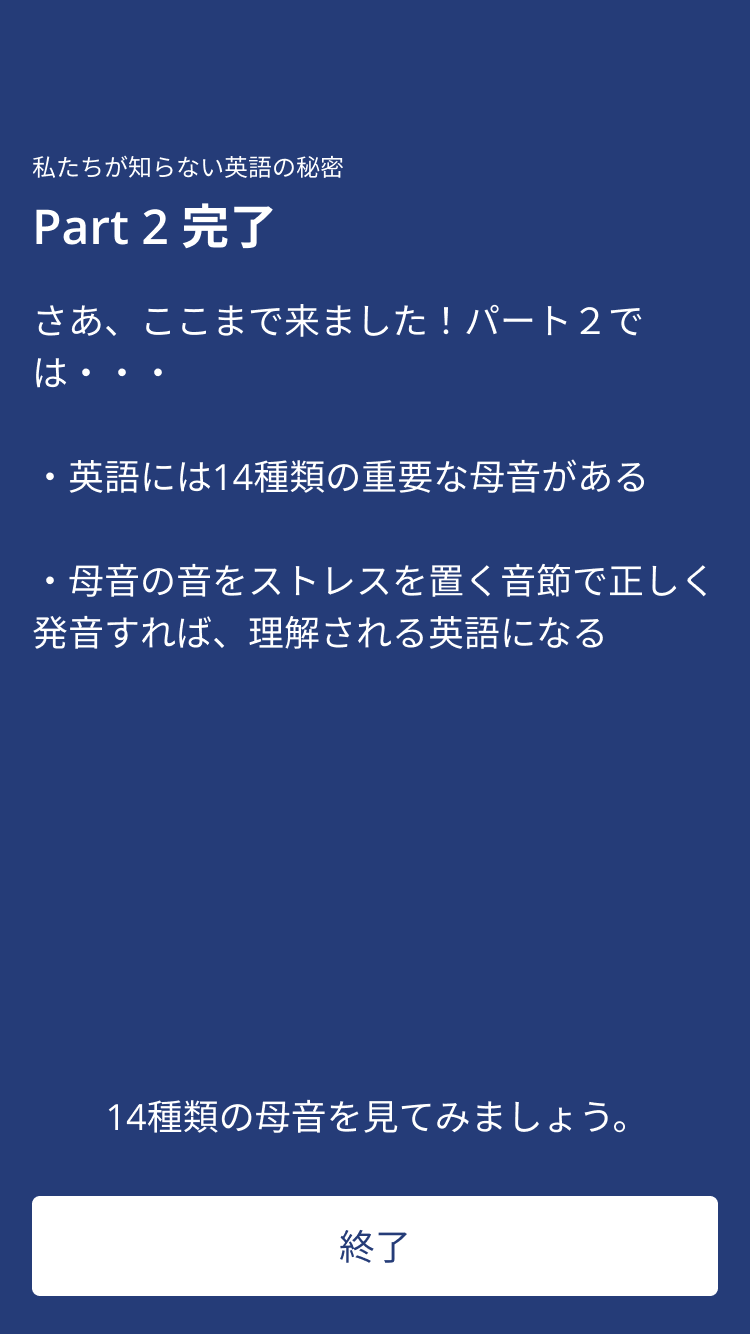 私たちが知らない英語の秘密
Part 2 完了
さあ、ここまで来ました！パート２で
は・・・
・英語には14種類の重要な母音がある
・母音の音をストレスを置く音節で正しく
発音すれば、理解される英語になる
14種類の母音を見てみましょう。
終了